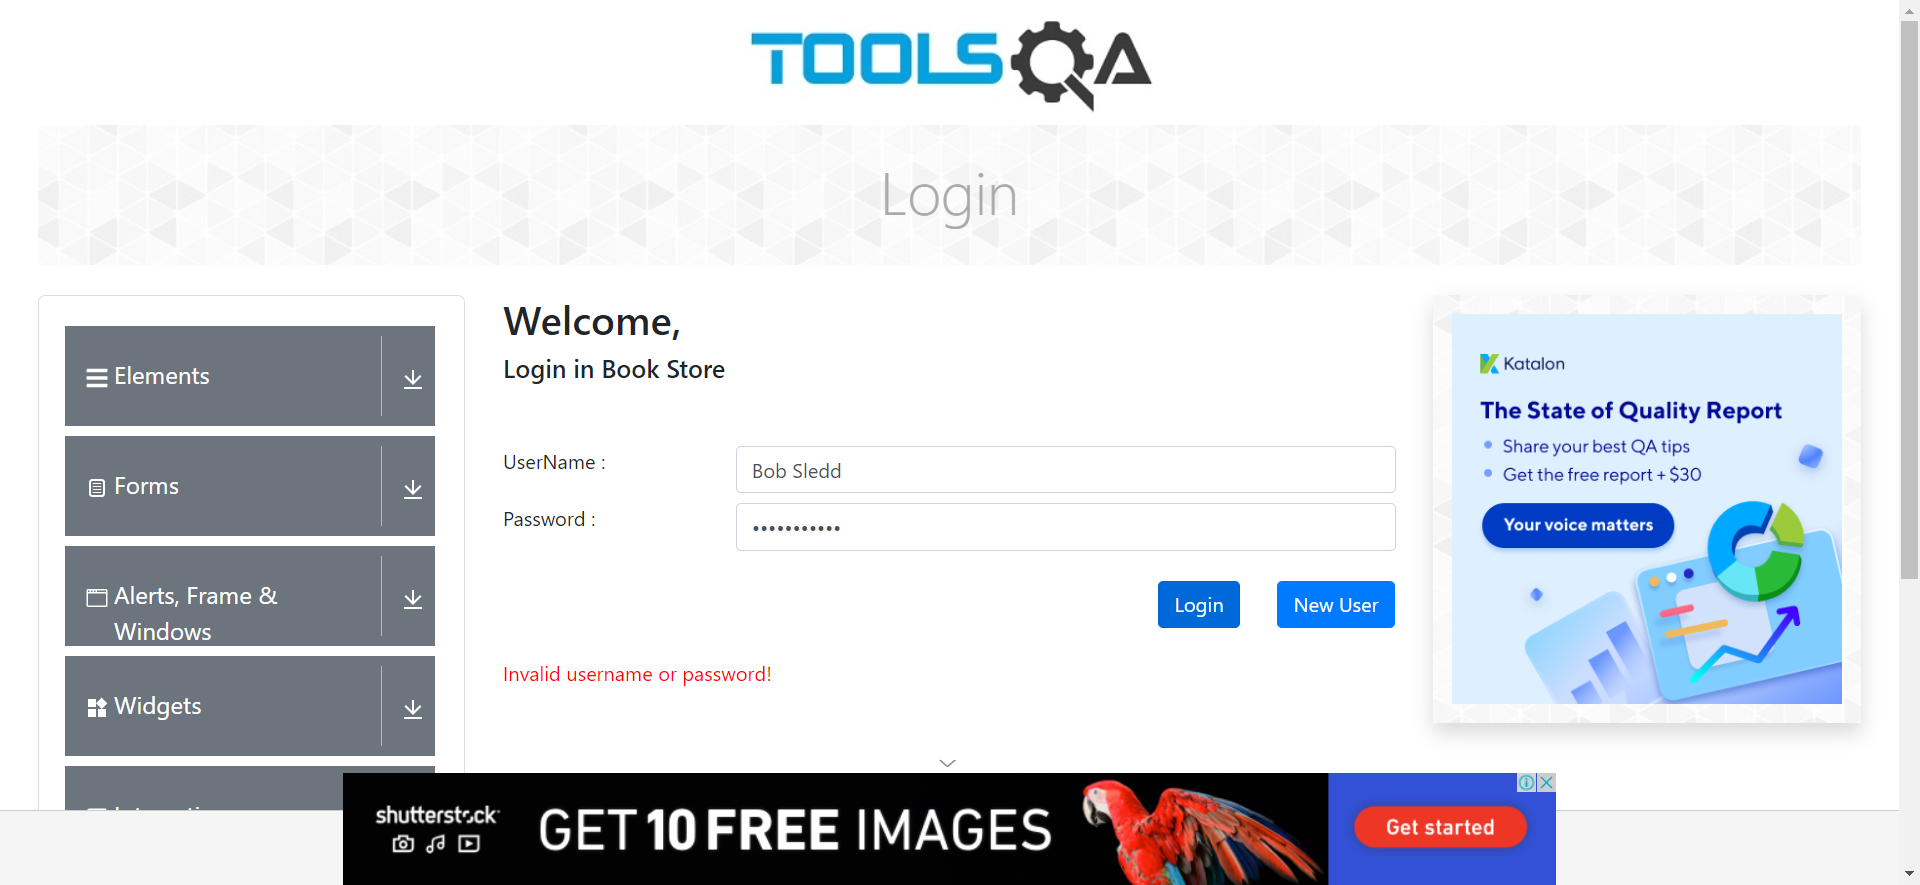 TOOLSQA
Login
Elements
Forms
Alerts, Frame &
Windows
Widgets
Welcome,
Login in Book Store
UserName :
Bob Sledd
Password :
•••••••••••
Login
New User
Invalid username or password!
Katalon
The State of Quality Report
• Share your best QA tips
• Get the free report + $30
Your voice matters
shutterstock
GET 10 FREE IMAGES
Get started